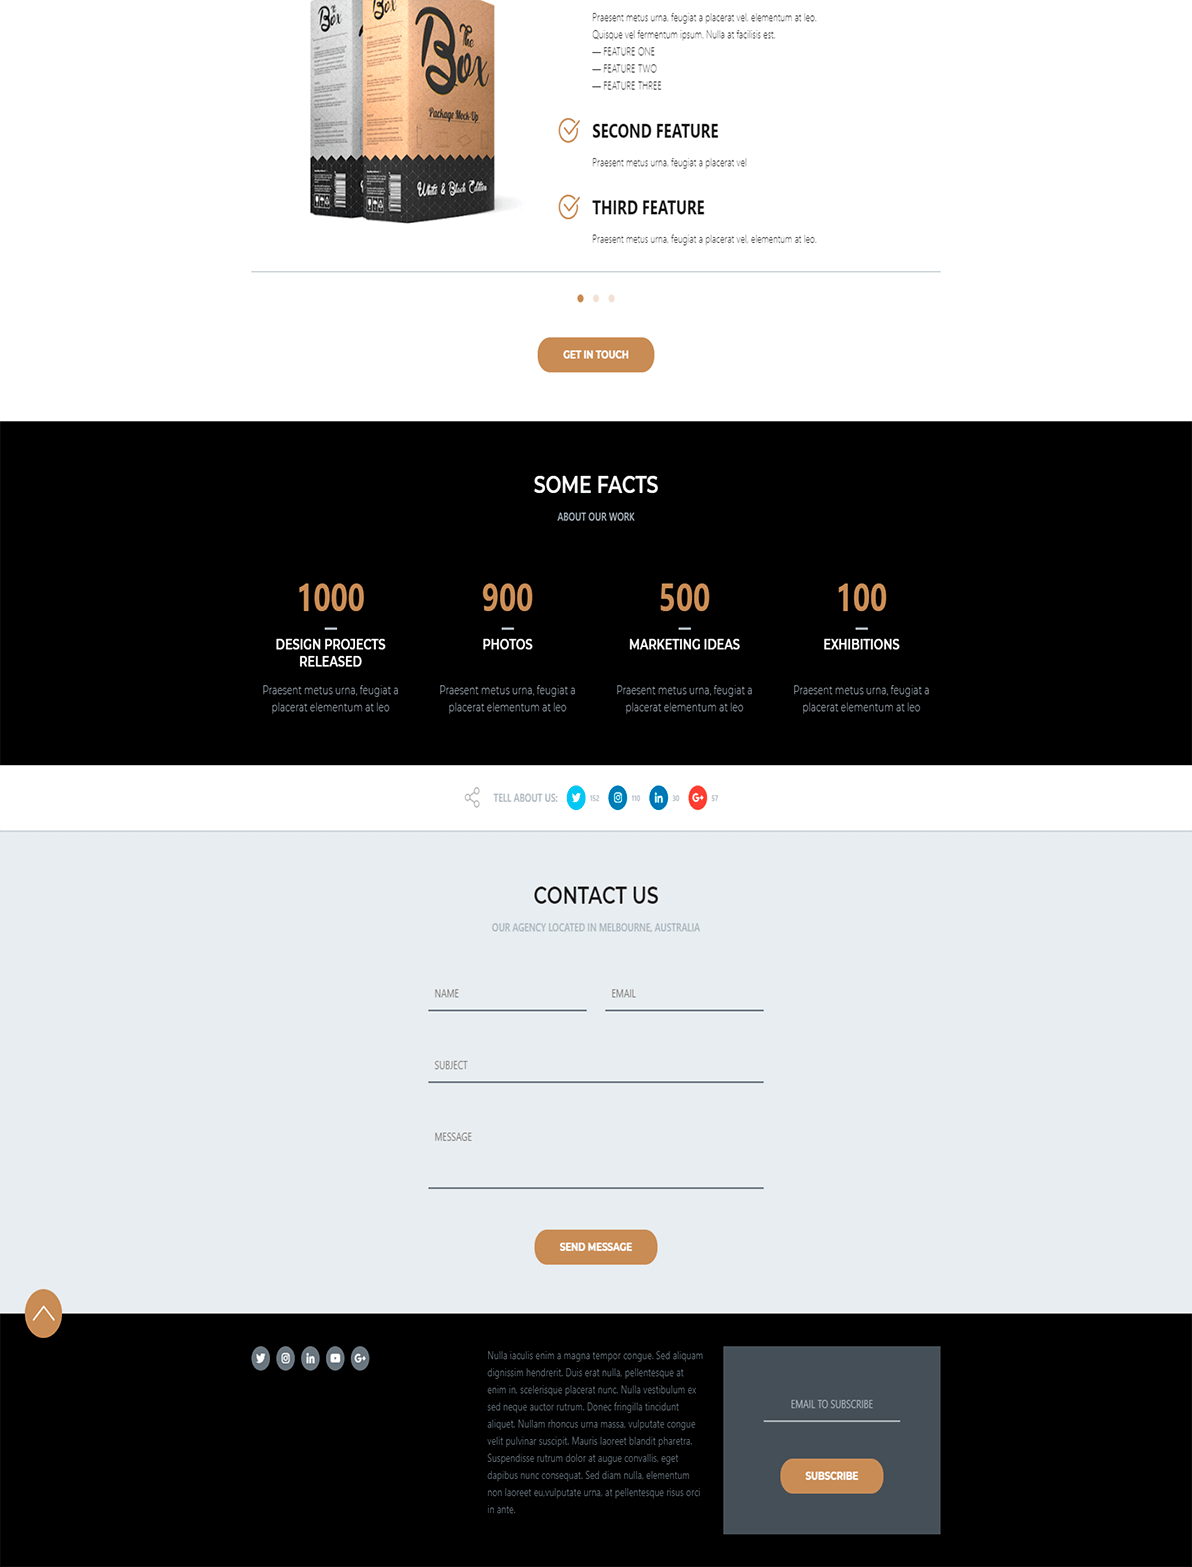 The
Box
The
Box
Package Mock-Up
White & Black Edition
Praesent metus urna, feugiat a placerat vel, elementum at leo.
Quisque vel fermentum ipsum. Nulla at facilisis est.
— FEATURE ONE
— FEATURE TWO
— FEATURE THREE
SECOND FEATURE
Praesent metus urna, feugiat a placerat vel
THIRD FEATURE
Praesent metus urna, feugiat a placerat vel, elementum at leo.
GET IN TOUCH
SOME FACTS
ABOUT OUR WORK
1000
DESIGN PROJECTS
RELEASED
Praesent metus urna, feugiat a
placerat elementum at leo
900
PHOTOS
Praesent metus urna, feugiat a
placerat elementum at leo
500
MARKETING IDEAS
Praesent metus urna, feugiat a
placerat elementum at leo
100
EXHIBITIONS
Praesent metus urna, feugiat a
placerat elementum at leo
TELL ABOUT US: 152 110 30 57
CONTACT US
OUR AGENCY LOCATED IN MELBOURNE, AUSTRALIA
NAME
EMAIL
SUBJECT
MESSAGE
SEND MESSAGE
Nulla iaculis enim a magna tempor congue. Sed aliquam
dignissim hendrerit. Duis erat nulla, pellentesque at
enim in, scelerisque placerat nunc. Nulla vestibulum ex
sed neque auctor rutrum. Donec fringilla tincidunt
aliquet. Nullam rhoncus urna massa, vulputate congue
velit pulvinar suscipit. Mauris laoreet blandit pharetra.
Suspendisse rutrum dolor at augue convallis, eget
dapibus nunc consequat. Sed diam nulla, elementum
non laoreet eu,vulputate urna, at pellentesque risus orci
in ante.
EMAIL TO SUBSCRIBE
SUBSCRIBE